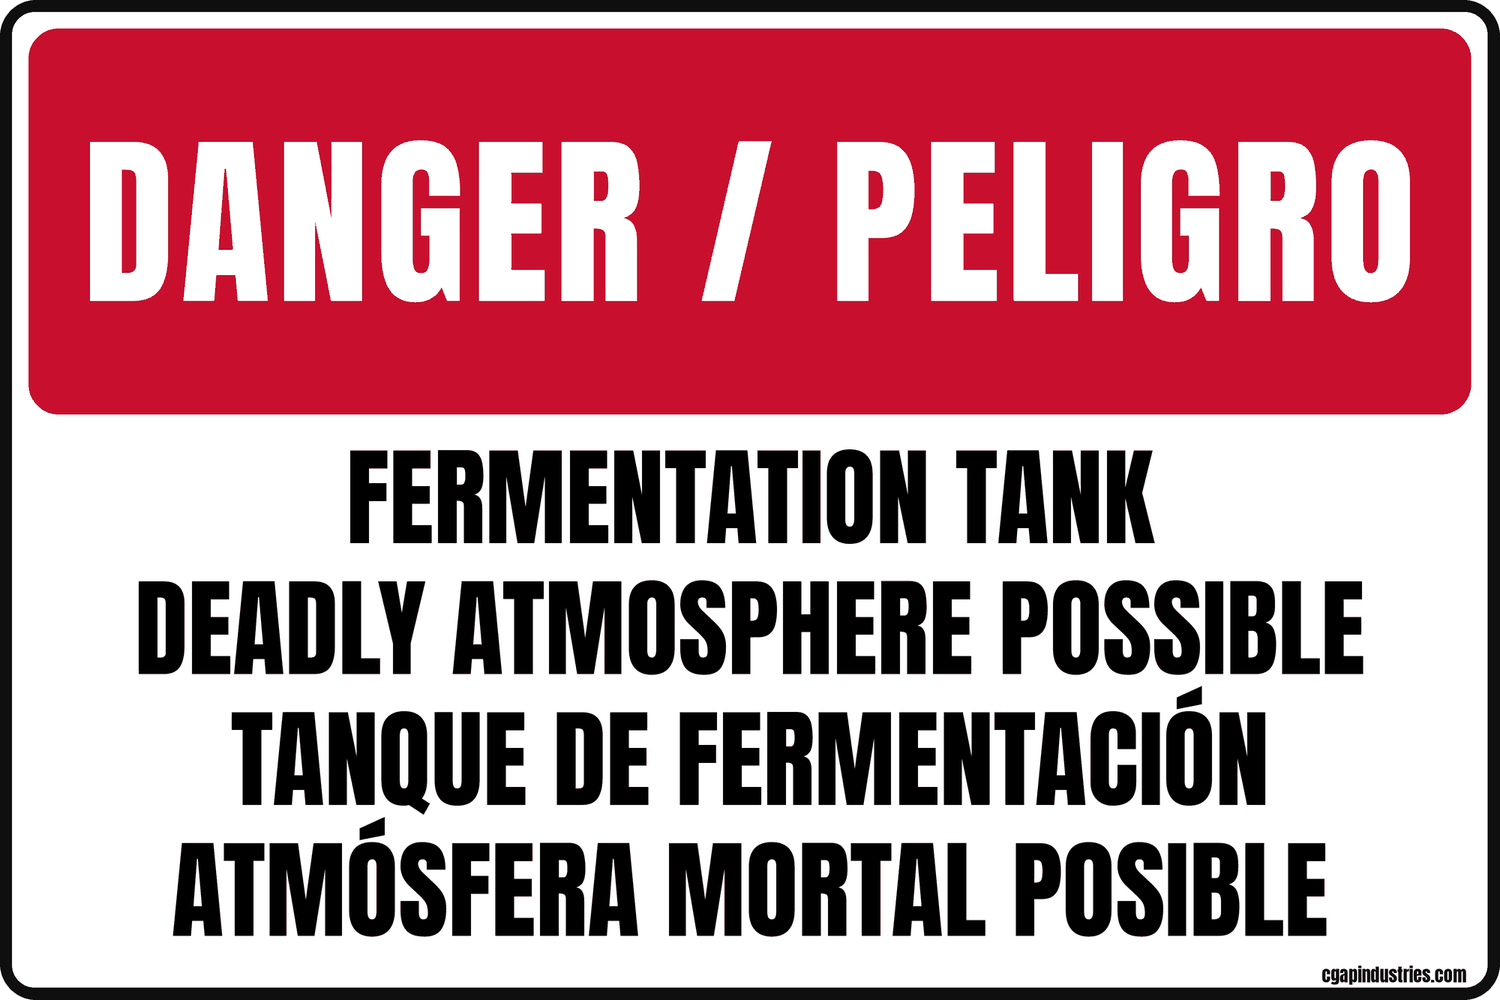 DANGER / PELIGRO
FERMENTATION TANK
DEADLY ATMOSPHERE POSSIBLE
TANQUE DE FERMENTACIÓN
ATMÓSFERA MORTAL POSIBLE
cgapindustries.com